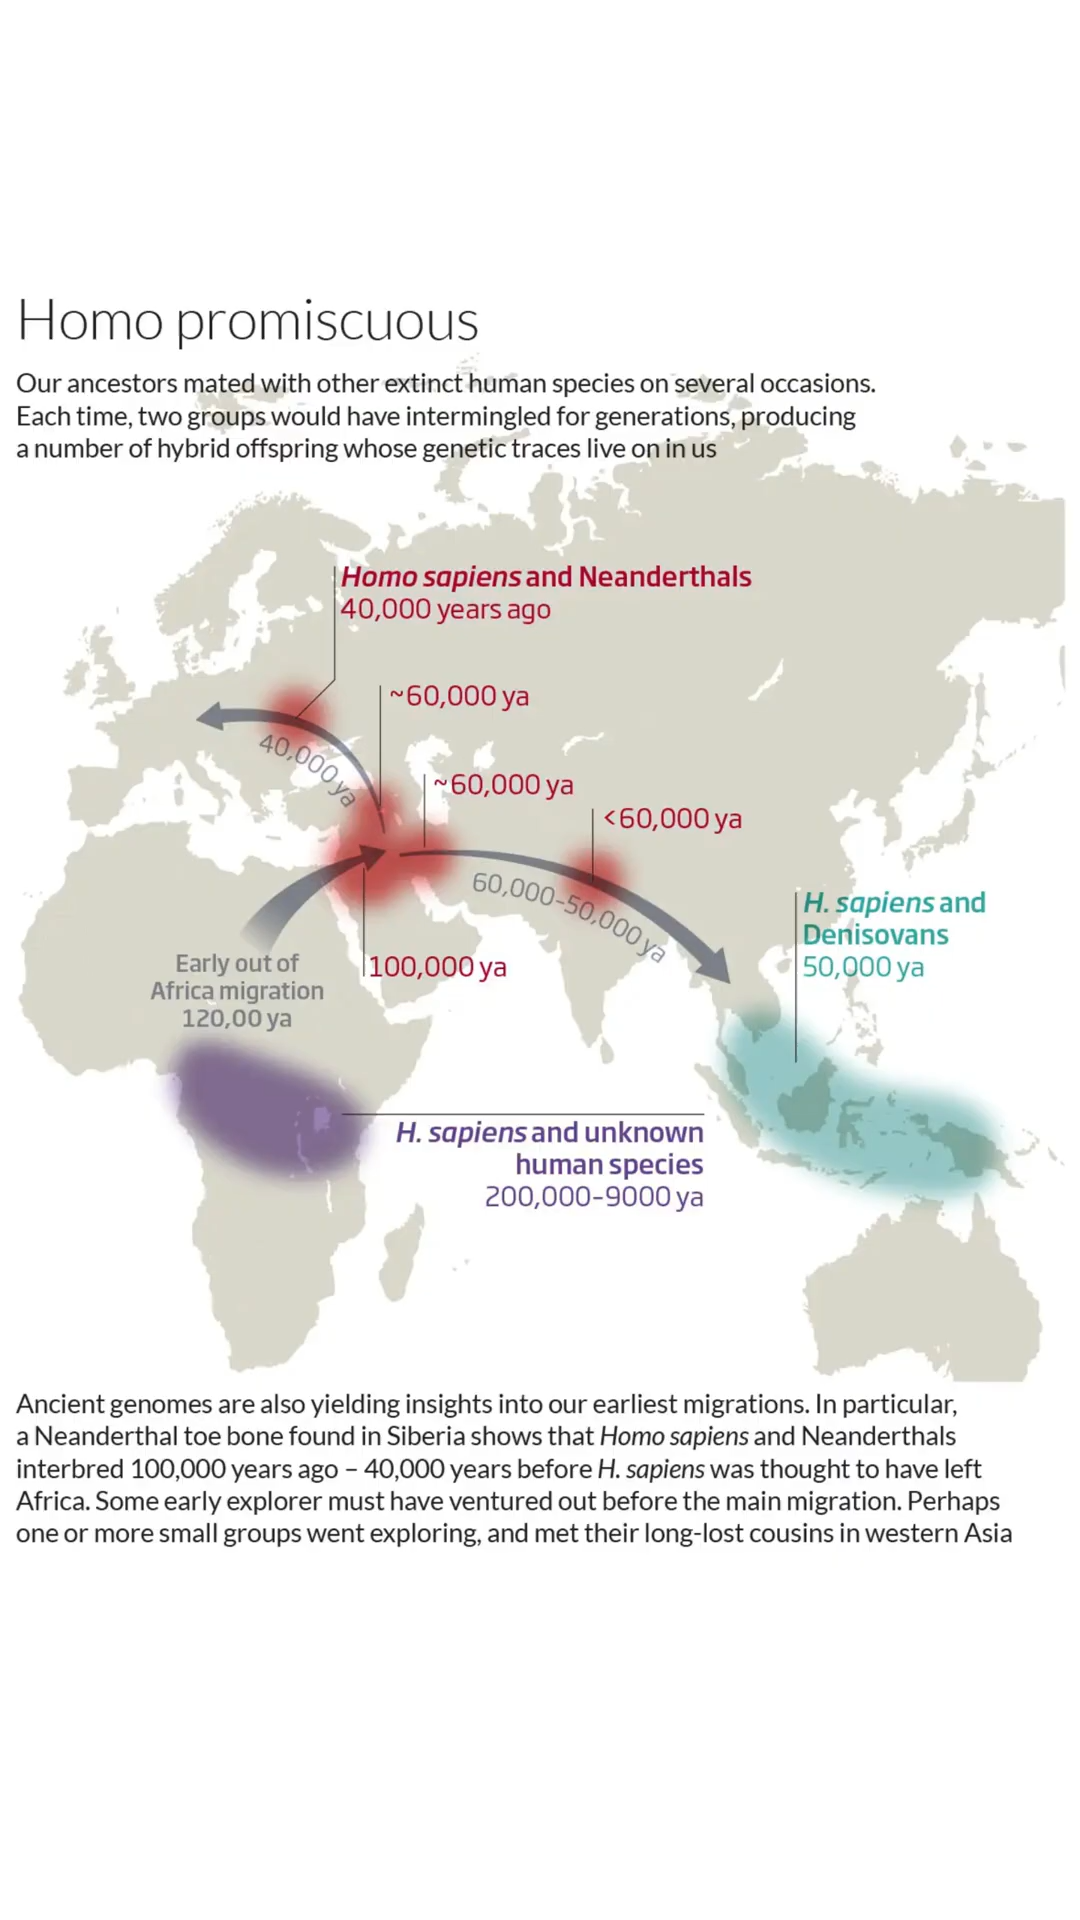 Homo promiscuous
Our ancestors mated with other extinct human species on several occasions.
Each time, two groups would have intermingled for generations, producing
a number of hybrid offspring whose genetic traces live on in us
Homo sapiens and Neanderthals
40,000 years ago
~60,000 ya
40,000 ya
~60,000 ya
<60,000 ya
60,000-50,000 ya
H. sapiens and
Denisovans
50,000 ya
Early out of
Africa migration
120,00 ya
100,000 ya
H. sapiens and unknown
human species
200,000-9000 ya
Ancient genomes are also yielding insights into our earliest migrations. In particular,
a Neanderthal toe bone found in Siberia shows that Homo sapiens and Neanderthals
interbred 100,000 years ago – 40,000 years before H. sapiens was thought to have left
Africa. Some early explorer must have ventured out before the main migration. Perhaps
one or more small groups went exploring, and met their long-lost cousins in western Asia